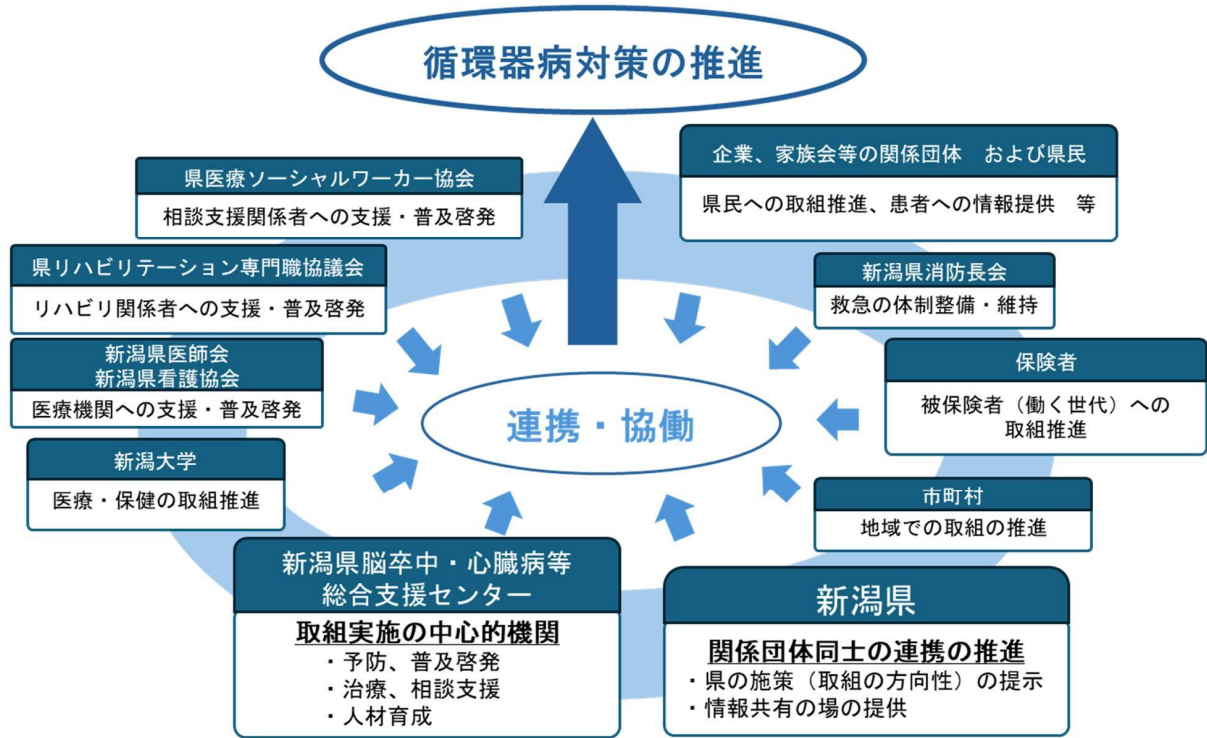 循環器病対策の推進
県医療ソーシャルワーカー協会
相談支援関係者への支援・普及啓発
企業、家族会等の関係団体　および県民
県民への取組推進、患者への情報提供　等
県リハビリテーション専門職協議会
リハビリ関係者への支援・普及啓発
新潟県消防長会
救急の体制整備・維持
新潟県医師会
新潟県看護協会
医療機関への支援・普及啓発
保険者
被保険者（働く世代）への
取組推進
連携・協働
新潟大学
医療・保健の取組推進
市町村
地域での取組の推進
新潟県脳卒中・心臓病等
総合支援センター
取組実施の中心的機関
・予防、普及啓発
・治療、相談支援
・人材育成
新潟県
関係団体同士の連携の推進
・県の施策（取組の方向性）の提示
・情報共有の場の提供